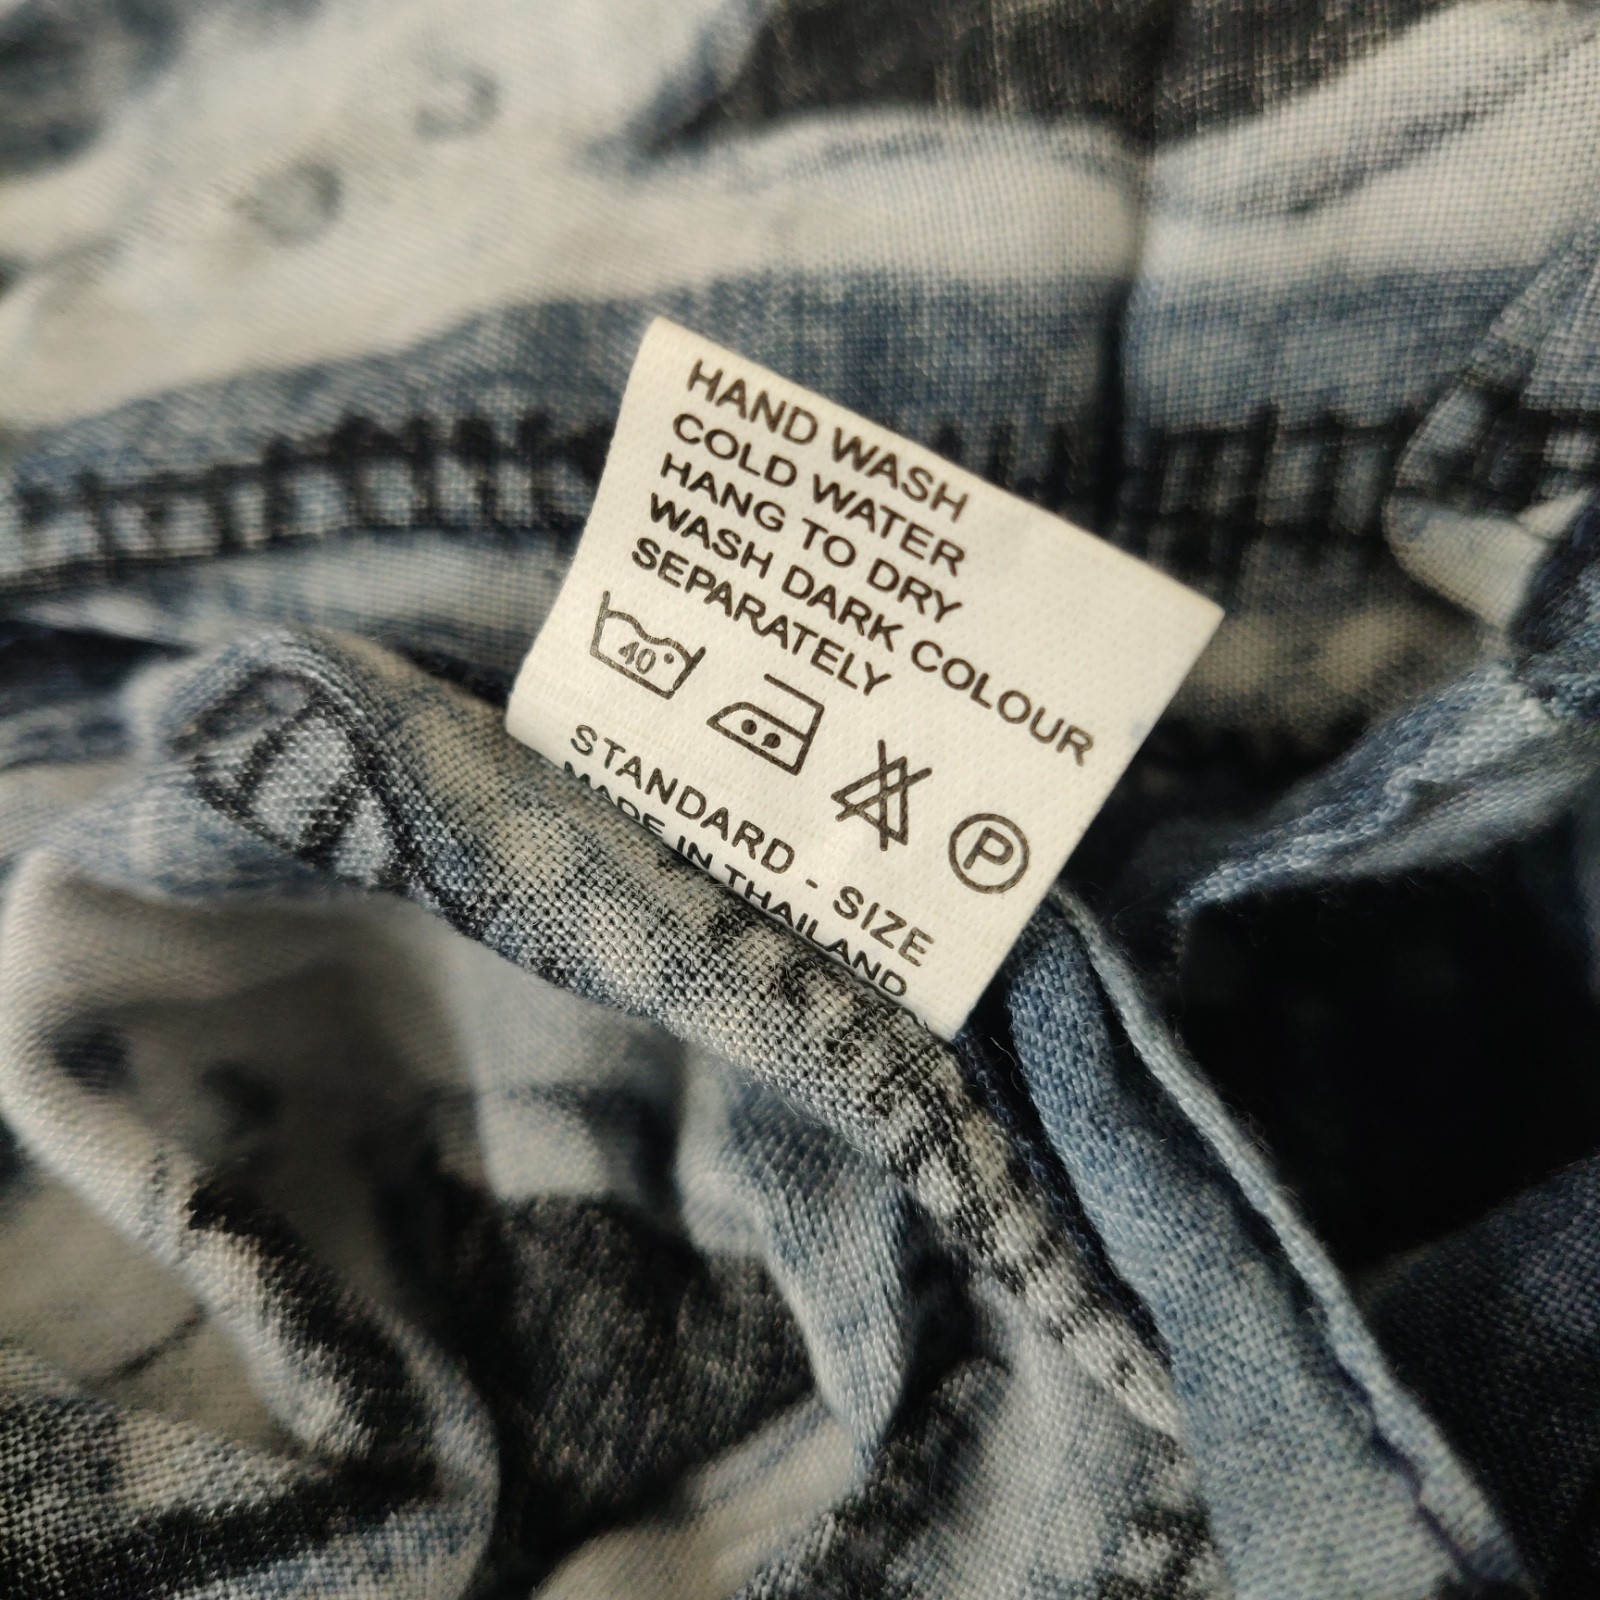 HAND WASH
COLD WATER
HANG TO DRY
WASH DARK COLOUR
SEPARATELY
40°
P
STANDARD - SIZE
MADE IN THAILAND